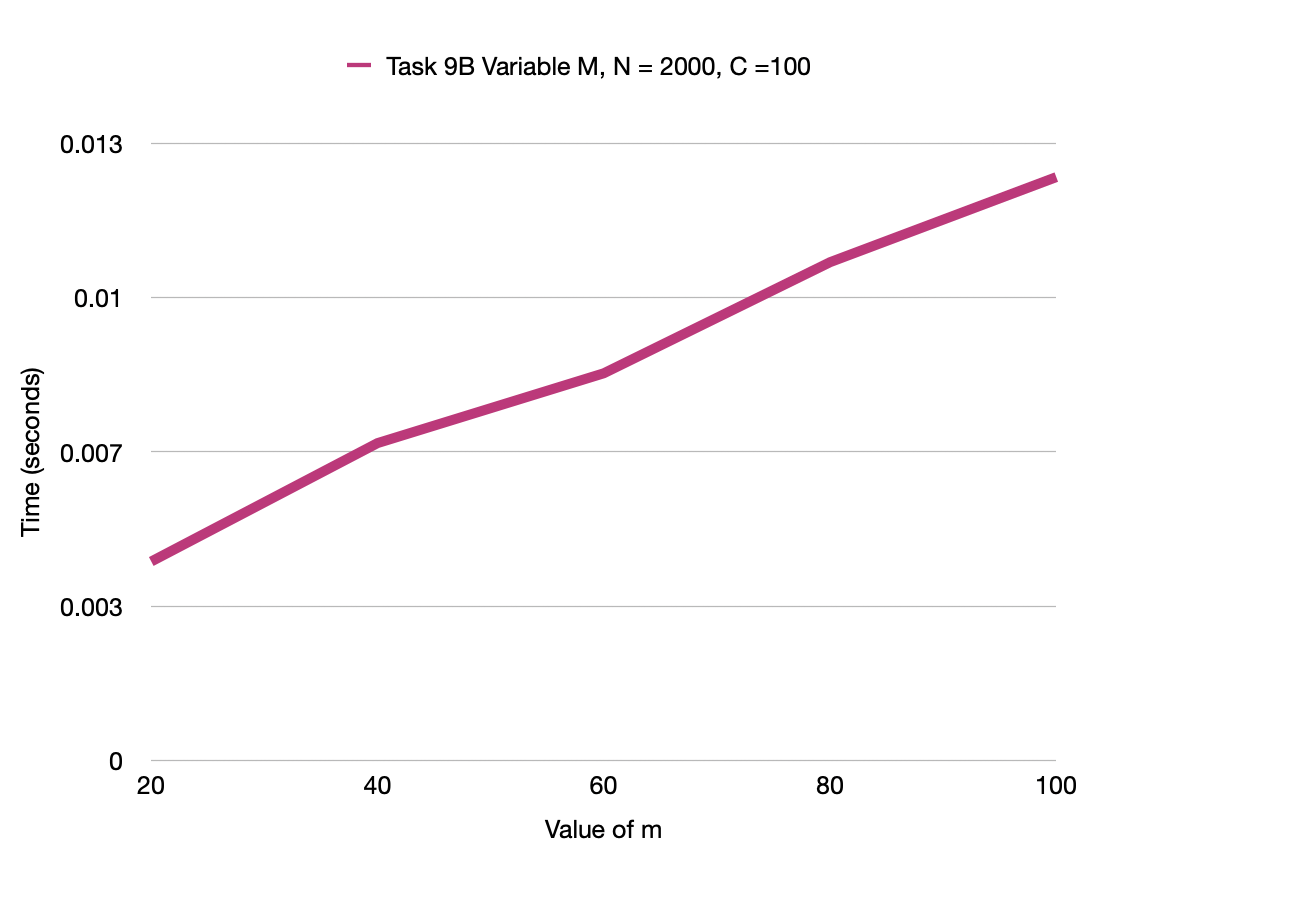 Task 9B Variable M, N = 2000, C =100
0.013
0.01
0.007
0.003
0
Time (seconds)
20 40 60 80 100
Value of m